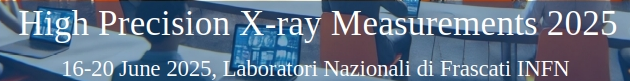 High Precision X-ray Measurements 2025
16-20 June 2025, Laboratori Nazionali di Frascati INFN